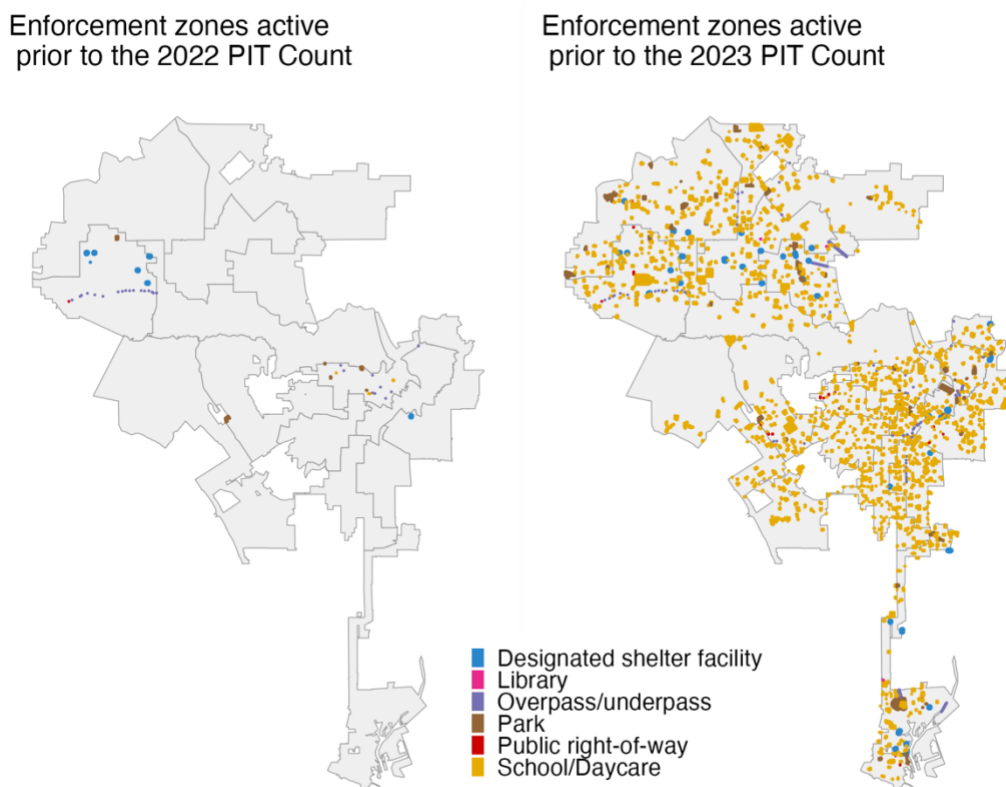 Enforcement zones active
prior to the 2022 PIT Count
Enforcement zones active
prior to the 2023 PIT Count
Designated shelter facility
Library
Overpass/underpass
Park
Public right-of-way
School/Daycare